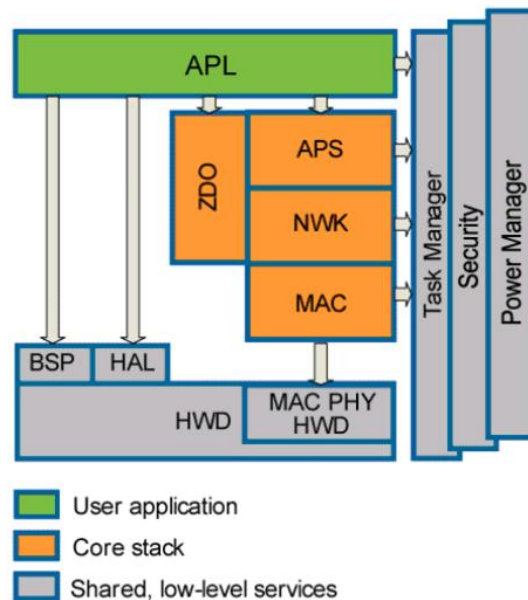 APL
ZDO
APS
NWK
MAC
BSP
HAL
HWD
MAC PHY
HWD
Task Manager
Security
Power Manager
User application
Core stack
Shared, low-level services